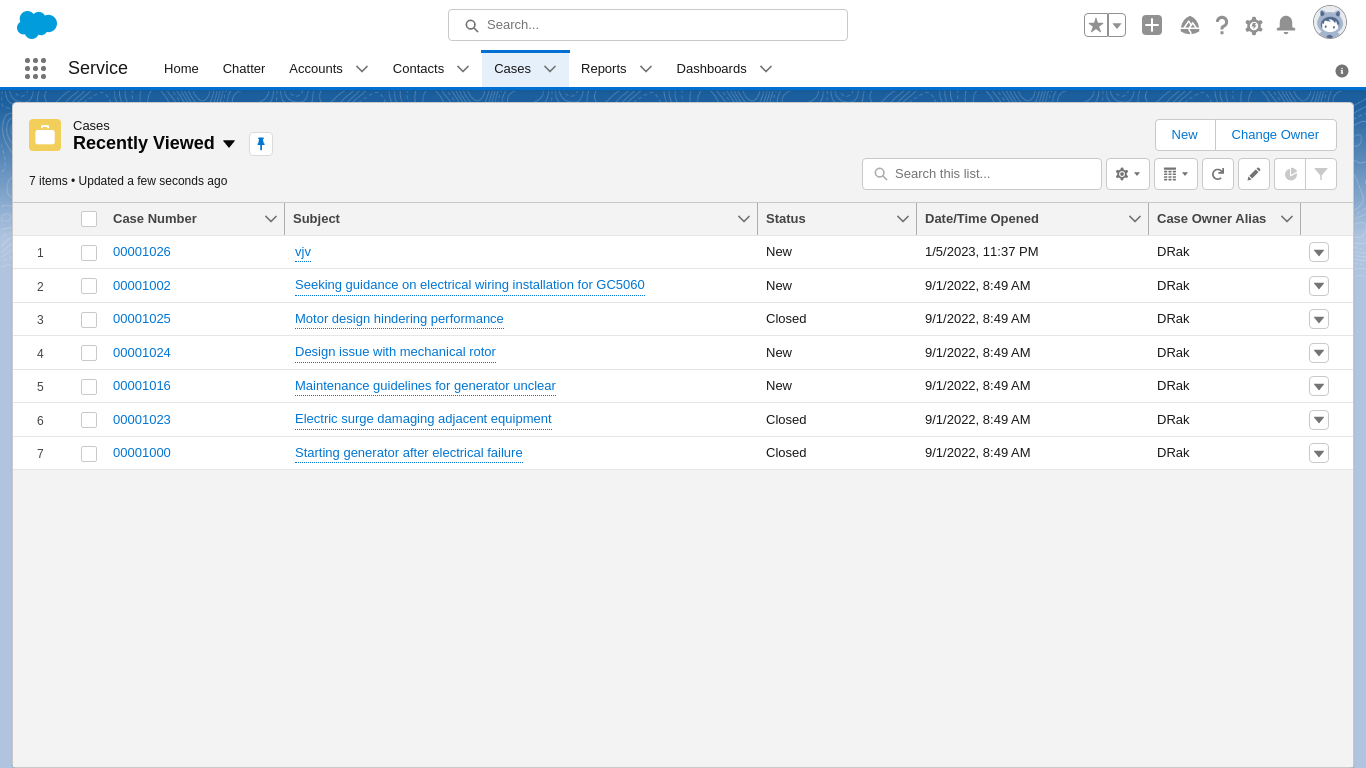 Search...
Service
Home
Chatter
Accounts
Contacts
Cases
Reports
Dashboards
Cases
Recently Viewed
New
Change Owner
7 items • Updated a few seconds ago
Search this list...
Case Number
Subject
Status
Date/Time Opened
Case Owner Alias
1 00001026 vjv New 1/5/2023, 11:37 PM DRak
2 00001002 Seeking guidance on electrical wiring installation for GC5060 New 9/1/2022, 8:49 AM DRak
3 00001025 Motor design hindering performance Closed 9/1/2022, 8:49 AM DRak
4 00001024 Design issue with mechanical rotor New 9/1/2022, 8:49 AM DRak
5 00001016 Maintenance guidelines for generator unclear New 9/1/2022, 8:49 AM DRak
6 00001023 Electric surge damaging adjacent equipment Closed 9/1/2022, 8:49 AM DRak
7 00001000 Starting generator after electrical failure Closed 9/1/2022, 8:49 AM DRak